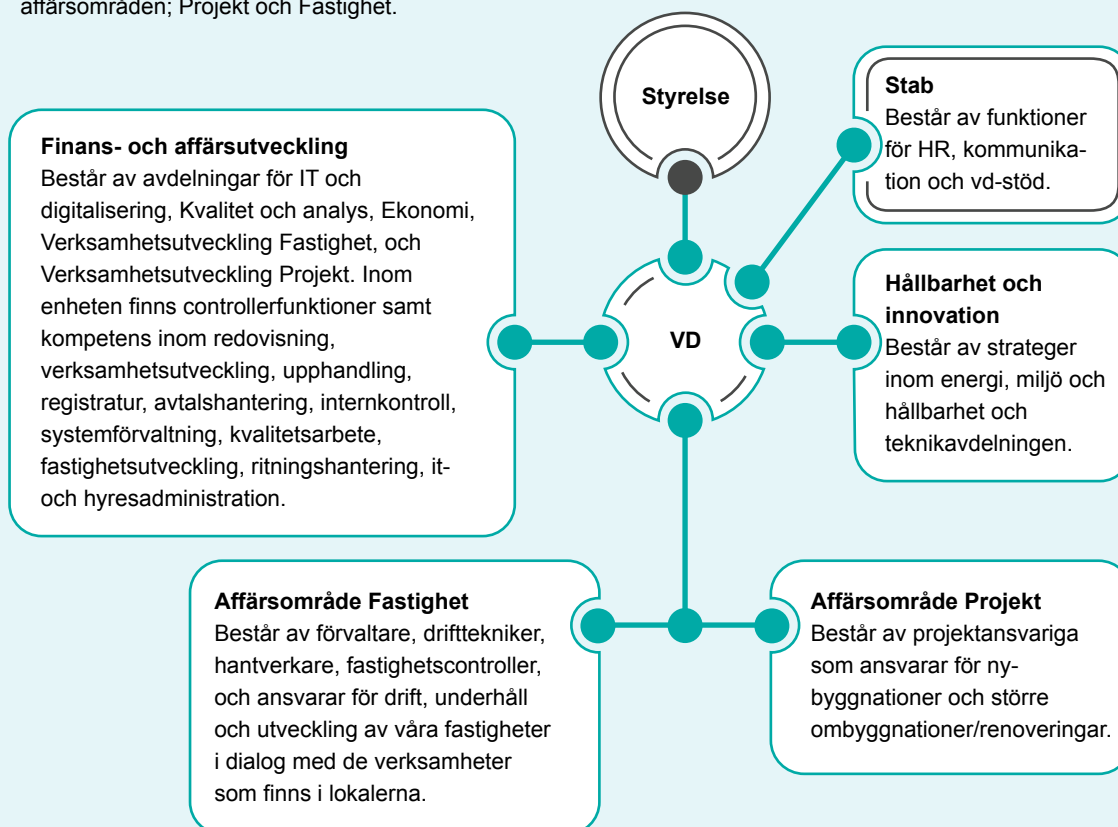 affärsområden; Projekt och Fastighet.
Styrelse
Stab
Består av funktioner
för HR, kommunika-
tion och vd-stöd.
Finans- och affärsutveckling
Består av avdelningar för IT och
digitalisering, Kvalitet och analys, Ekonomi,
Verksamhetsutveckling Fastighet, och
Verksamhetsutveckling Projekt. Inom
enheten finns controllerfunktioner samt
kompetens inom redovisning,
verksamhetsutveckling, upphandling,
registratur, avtalshantering, internkontroll,
systemförvaltning, kvalitetsarbete,
fastighetsutveckling, ritningshantering, it-
och hyresadministration.
VD
Hållbarhet och
innovation
Består av strateger
inom energi, miljö och
hållbarhet och
teknikavdelningen.
Affärsområde Fastighet
Består av förvaltare, drifttekniker,
hantverkare, fastighetscontroller,
och ansvarar för drift, underhåll
och utveckling av våra fastigheter
i dialog med de verksamheter
som finns i lokalerna.
Affärsområde Projekt
Består av projektansvariga
som ansvarar för ny-
byggnationer och större
ombyggnationer/renoveringar.